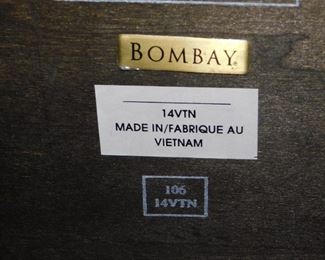 BOMBAY
14VTN
MADE IN/FABRIQUE AU
VIETNAM
106
14VTN